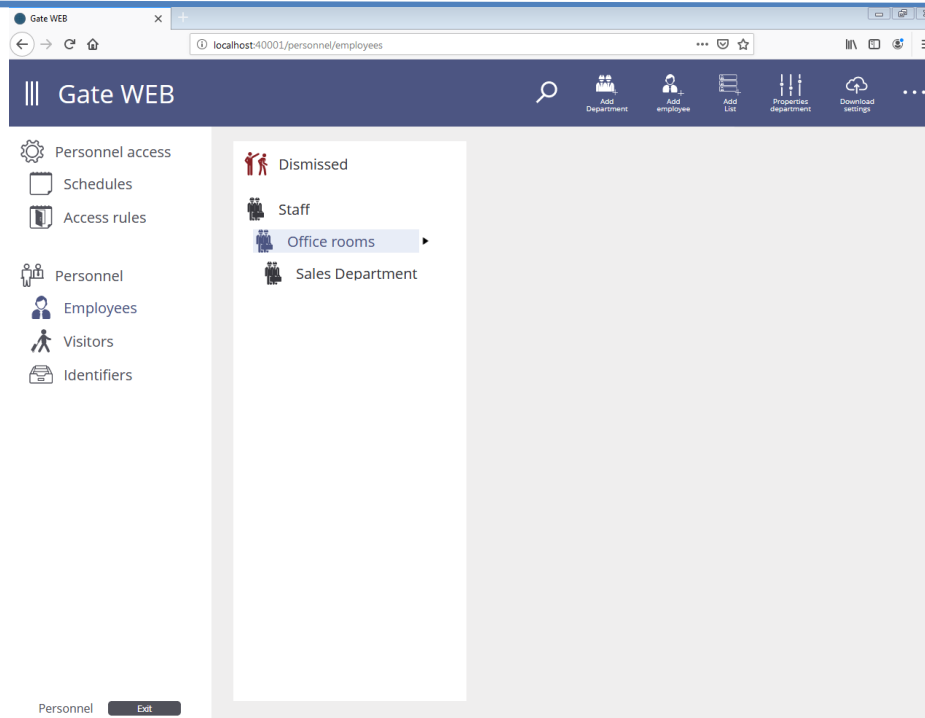 Gate WEB
localhost:40001/personnel/employees
Gate WEB
Add
Department
Add
employee
Add
List
Properties
department
Download
settings
Personnel access
Schedules
Access rules
Personnel
Employees
Visitors
Identifiers
Dismissed
Staff
Office rooms
Sales Department
Personnel
Exit